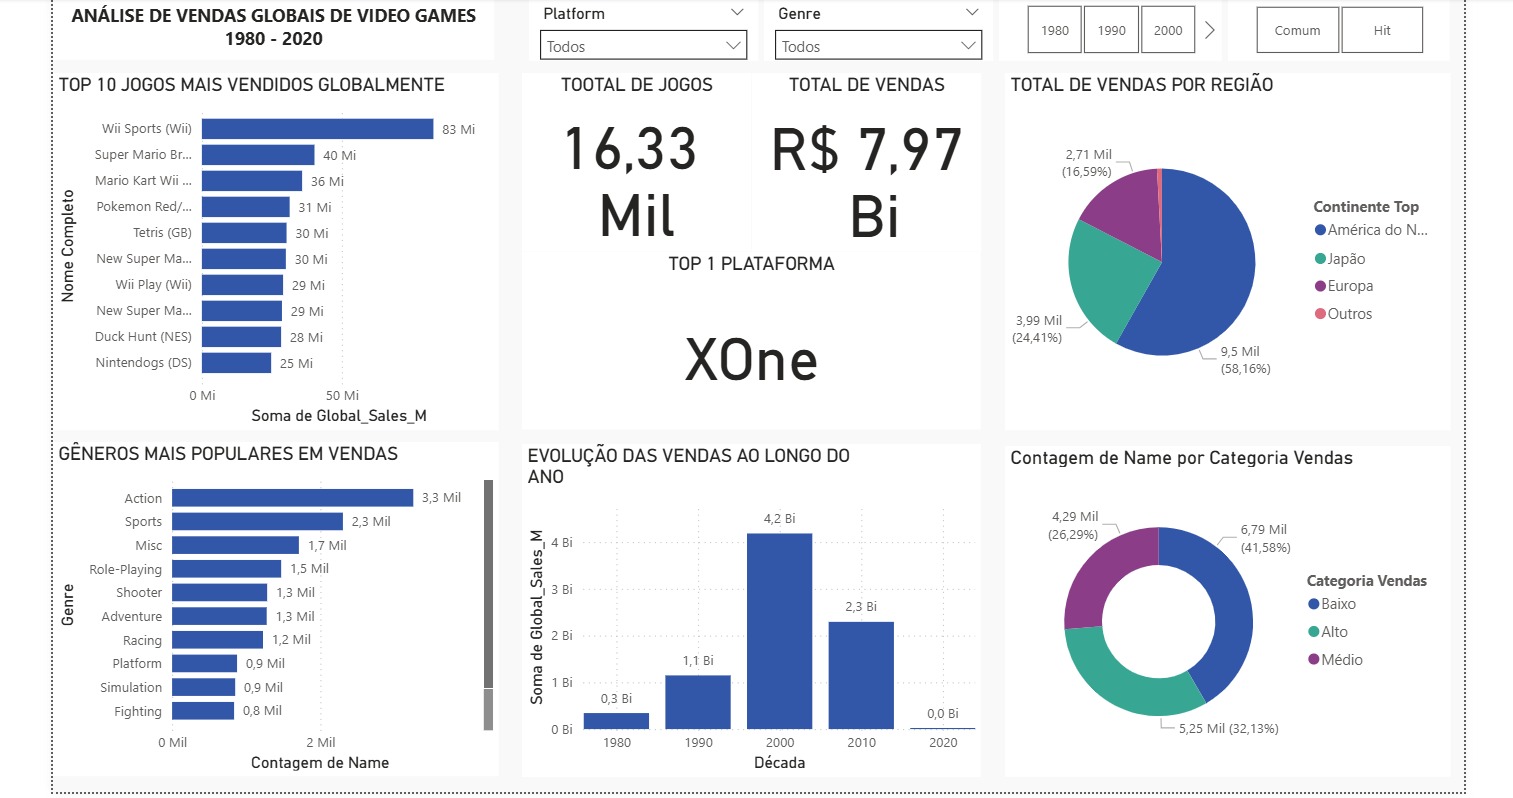 ANÁLISE DE VENDAS GLOBAIS DE VIDEO GAMES
1980 - 2020
Platform
Todos
Genre
Todos
1980
1990
2000
Comum
Hit
TOP 10 JOGOS MAIS VENDIDOS GLOBALMENTE
Nome Completo
Wii Sports (Wii)
83 Mi
Super Mario Br...
40 Mi
Mario Kart Wii ...
36 Mi
Pokemon Red/...
31 Mi
Tetris (GB)
30 Mi
New Super Ma...
30 Mi
Wii Play (Wii)
29 Mi
New Super Ma...
29 Mi
Duck Hunt (NES)
28 Mi
Nintendogs (DS)
25 Mi
0 Mi
50 Mi
Soma de Global_Sales_M
TOOTAL DE JOGOS
16,33
Mil
TOTAL DE VENDAS
R$ 7,97
Bi
TOP 1 PLATAFORMA
XOne
TOTAL DE VENDAS POR REGIÃO
2,71 Mil
(16,59%)
3,99 Mil
(24,41%)
9,5 Mil
(58,16%)
Continente Top
América do N...
Japão
Europa
Outros
GÊNEROS MAIS POPULARES EM VENDAS
Genre
Action
3,3 Mil
Sports
2,3 Mil
Misc
1,7 Mil
Role-Playing
1,5 Mil
Shooter
1,3 Mil
Adventure
1,3 Mil
Racing
1,2 Mil
Platform
0,9 Mil
Simulation
0,9 Mil
Fighting
0,8 Mil
0 Mil
2 Mil
Contagem de Name
EVOLUÇÃO DAS VENDAS AO LONGO DO
ANO
Soma de Global_Sales_M
4 Bi
3 Bi
2 Bi
1 Bi
0 Bi
0,3 Bi
1,1 Bi
4,2 Bi
2,3 Bi
0,0 Bi
1980
1990
2000
2010
2020
Década
Contagem de Name por Categoria Vendas
4,29 Mil
(26,29%)
6,79 Mil
(41,58%)
5,25 Mil (32,13%)
Categoria Vendas
Baixo
Alto
Médio